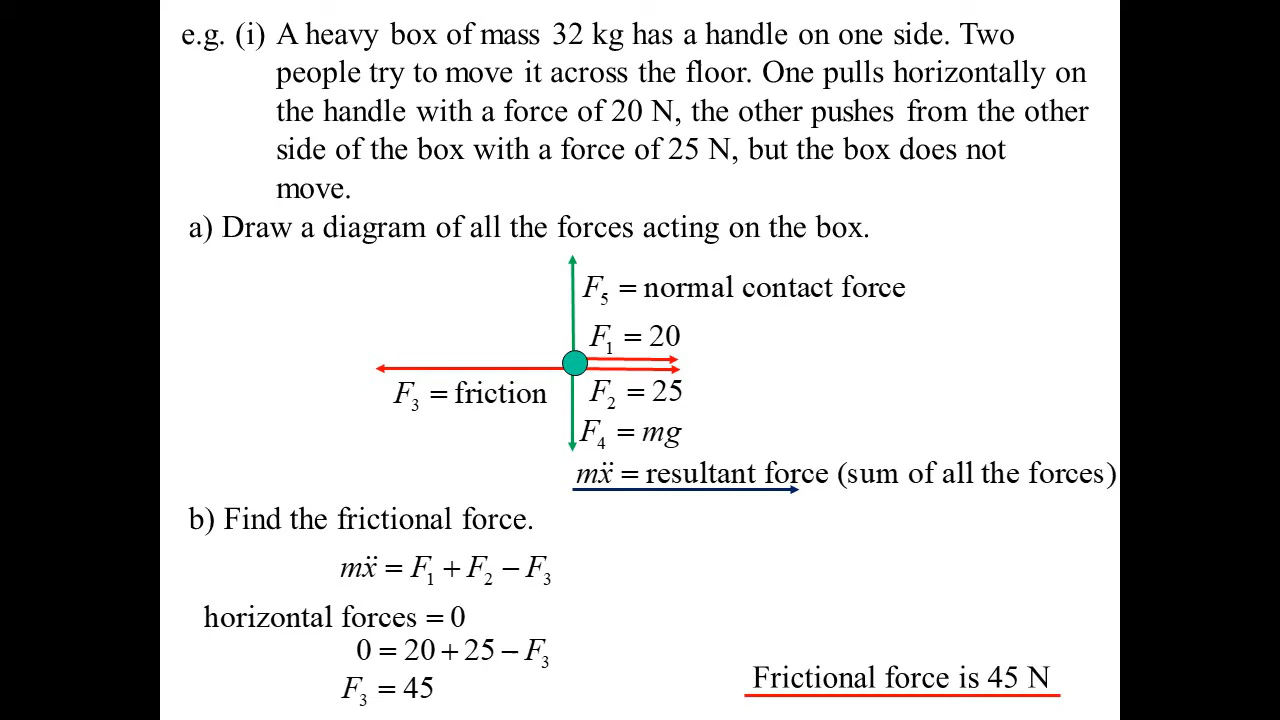 e.g. (i) A heavy box of mass 32 kg has a handle on one side. Two
people try to move it across the floor. One pulls horizontally on
the handle with a force of 20 N, the other pushes from the other
side of the box with a force of 25 N, but the box does not
move.
a) Draw a diagram of all the forces acting on the box.
F₅ = normal contact force
F₁ = 20
F₃ = friction
F₂ = 25
F₄ = mg
mẍ = resultant force (sum of all the forces)
b) Find the frictional force.
mẍ = F₁ + F₂ − F₃
horizontal forces = 0
0 = 20 + 25 − F₃
F₃ = 45
Frictional force is 45 N